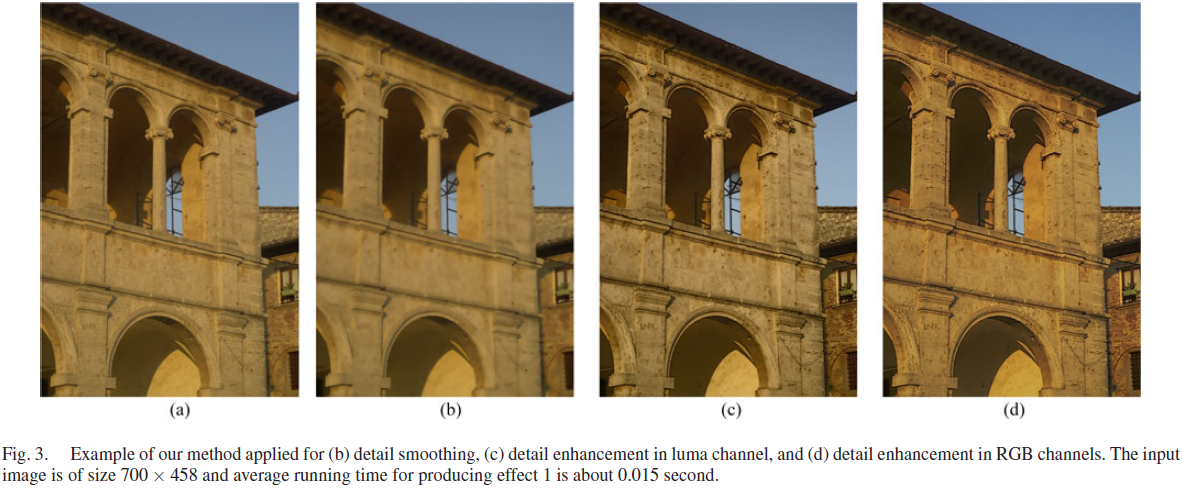 (a) (b) (c) (d)
Fig. 3. Example of our method applied for (b) detail smoothing, (c) detail enhancement in luma channel, and (d) detail enhancement in RGB channels. The input
image is of size 700 × 458 and average running time for producing effect 1 is about 0.015 second.